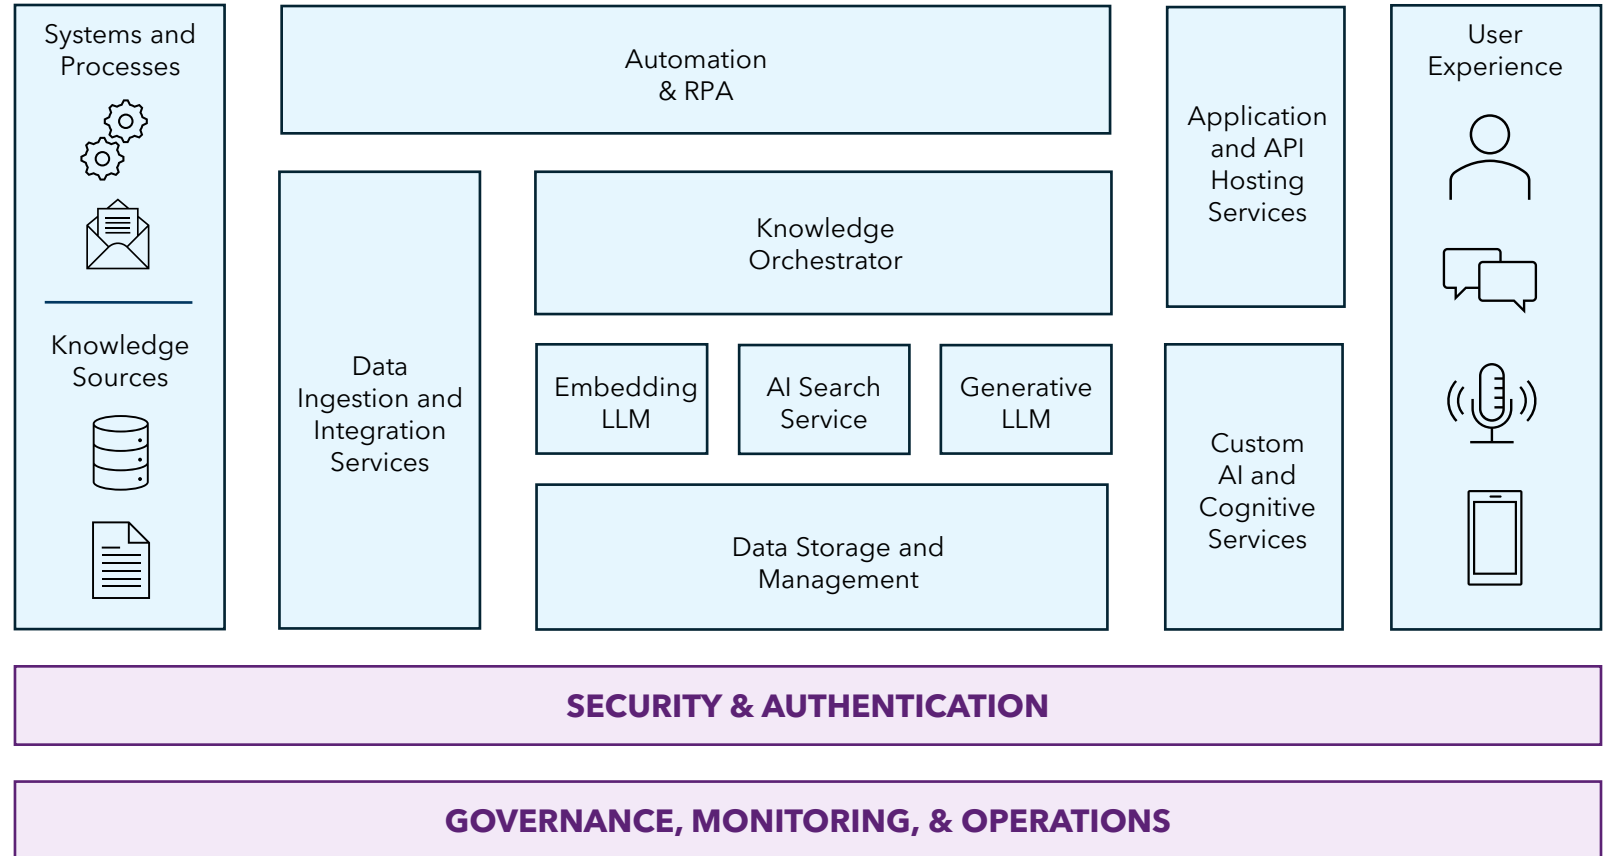 Systems and
Processes
Knowledge
Sources
Automation
& RPA
Data
Ingestion and
Integration
Services
Knowledge
Orchestrator
Embedding
LLM
AI Search
Service
Generative
LLM
Data Storage and
Management
Application
and API
Hosting
Services
Custom
AI and
Cognitive
Services
User
Experience
SECURITY & AUTHENTICATION
GOVERNANCE, MONITORING, & OPERATIONS